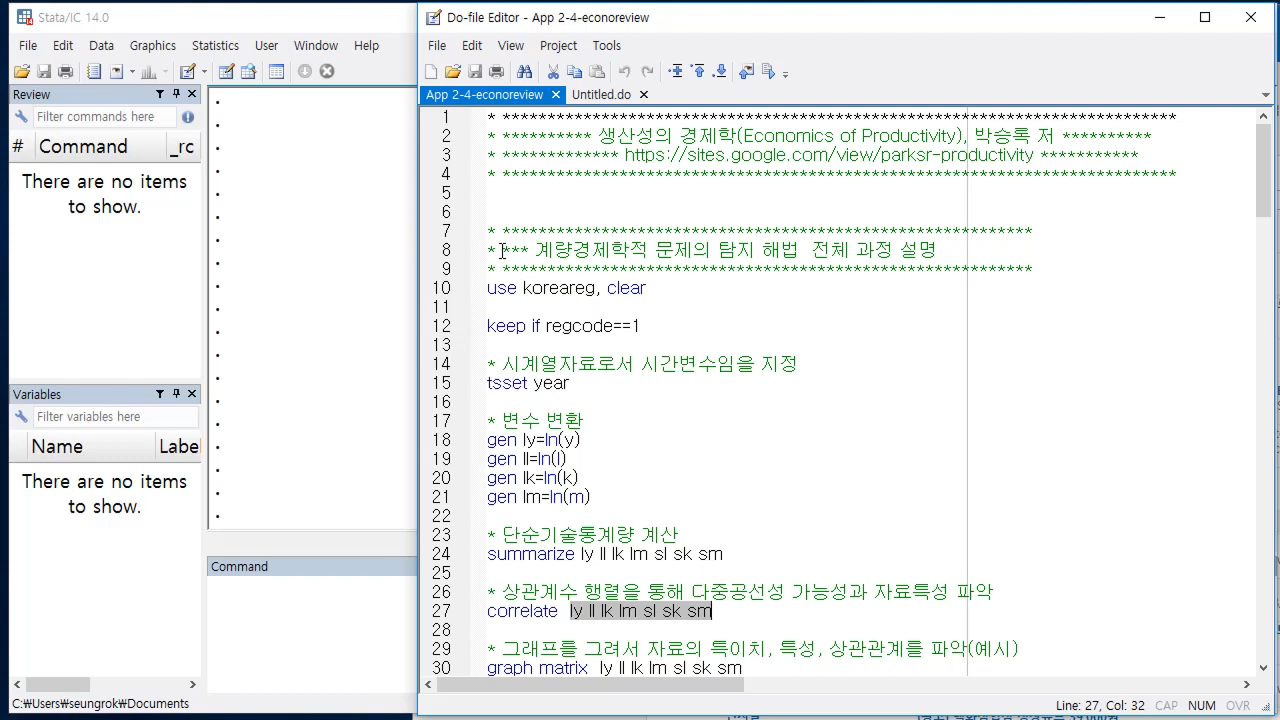 Stata/IC 14.0
File Edit Data Graphics Statistics User Window Help
Review
Filter commands here
# Command _rc
There are no items
to show.
Variables
Filter variables here
Name Label
There are no items
to show.
Command
C:₩Users₩seungrok₩Documents
Do-file Editor - App 2-4-econoreview
File Edit View Project Tools
App 2-4-econoreview Untitled.do
1 * ***************************************************************************
2 * ********** 생산성의 경제학(Economics of Productivity), 박승록 저 **********
3 * ************* https://sites.google.com/view/parksr-productivity ***********
4 * ***************************************************************************
5
6
7 * ***********************************************************
8 * *** 계량경제학적 문제의 탐지 해법  전체 과정 설명
9 * ***********************************************************
10 use koreareg, clear
11
12 keep if regcode==1
13
14 * 시계열자료로서 시간변수임을 지정
15 tsset year
16
17 * 변수 변환
18 gen ly=ln(y)
19 gen ll=ln(l)
20 gen lk=ln(k)
21 gen lm=ln(m)
22
23 * 단순기술통계량 계산
24 summarize ly ll lk lm sl sk sm
25
26 * 상관계수 행렬을 통해 다중공선성 가능성과 자료특성 파악
27 correlate  ly ll lk lm sl sk sm
28
29 * 그래프를 그려서 자료의 특이치, 특성, 상관관계를 파악(예시)
30 graph matrix  ly ll lk lm sl sk sm
Line: 27, Col: 32 CAP NUM OVR